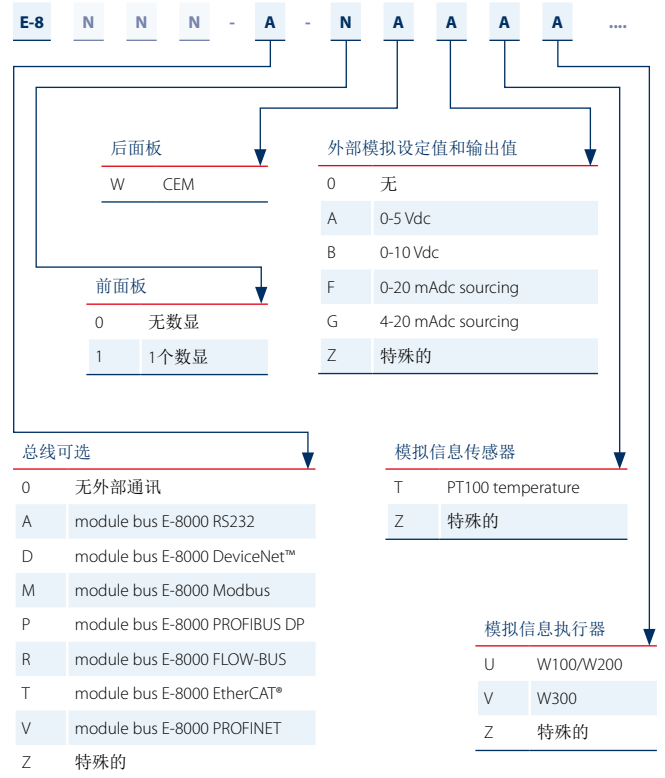 E-8 N N N - A - N A A A A ....
后面板
W CEM
外部模拟设定值和输出值
0 无
A 0-5 Vdc
B 0-10 Vdc
F 0-20 mAdc sourcing
G 4-20 mAdc sourcing
Z 特殊的
前面板
0 无数显
1 1个数显
总线可选
0 无外部通讯
A module bus E-8000 RS232
D module bus E-8000 DeviceNet™
M module bus E-8000 Modbus
P module bus E-8000 PROFIBUS DP
R module bus E-8000 FLOW-BUS
T module bus E-8000 EtherCAT®
V module bus E-8000 PROFINET
Z 特殊的
模拟信息传感器
T PT100 temperature
Z 特殊的
模拟信息执行器
U W100/W200
V W300
Z 特殊的